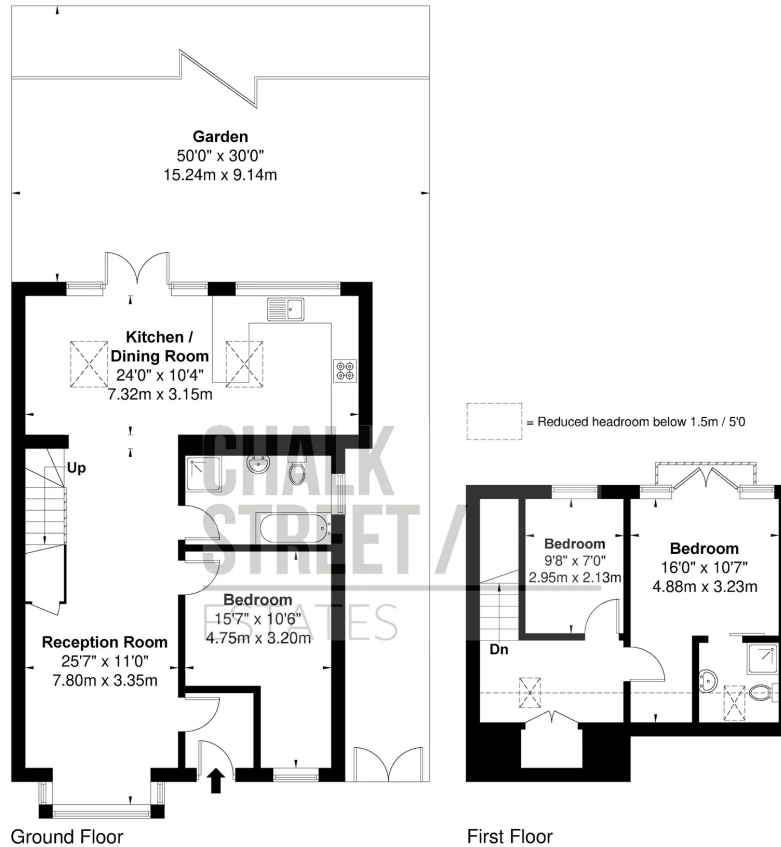 Garden
50'0" x 30'0"
15.24m x 9.14m
Kitchen /
Dining Room
24'0" x 10'4"
7.32m x 3.15m
= Reduced headroom below 1.5m / 5'0
CHALK
STREET /
ESTATES
Up
Bedroom
15'7" x 10'6"
4.75m x 3.20m
Reception Room
25'7" x 11'0"
7.80m x 3.35m
Bedroom
9'8" x 7'0"
2.95m x 2.13m
Bedroom
16'0" x 10'7"
4.88m x 3.23m
Dn
Ground Floor
First Floor